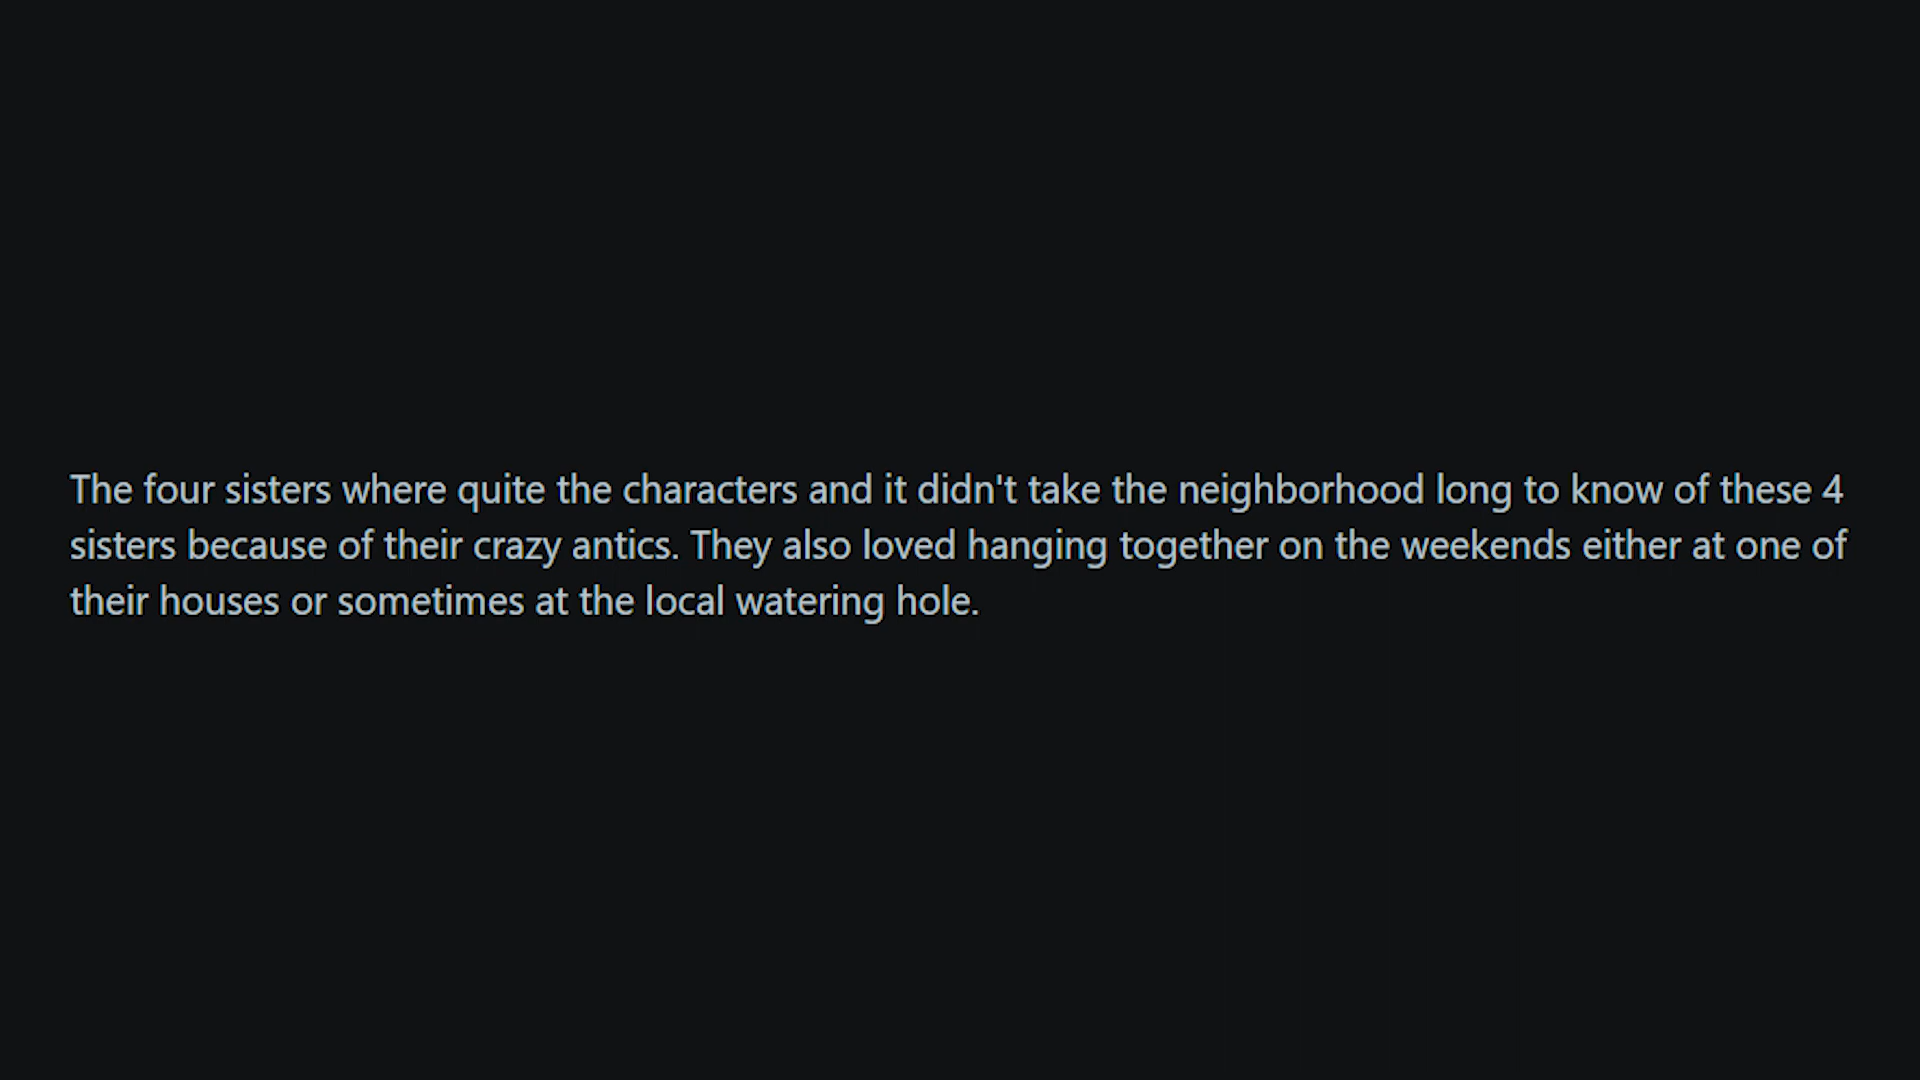 The four sisters where quite the characters and it didn't take the neighborhood long to know of these 4
sisters because of their crazy antics. They also loved hanging together on the weekends either at one of
their houses or sometimes at the local watering hole.